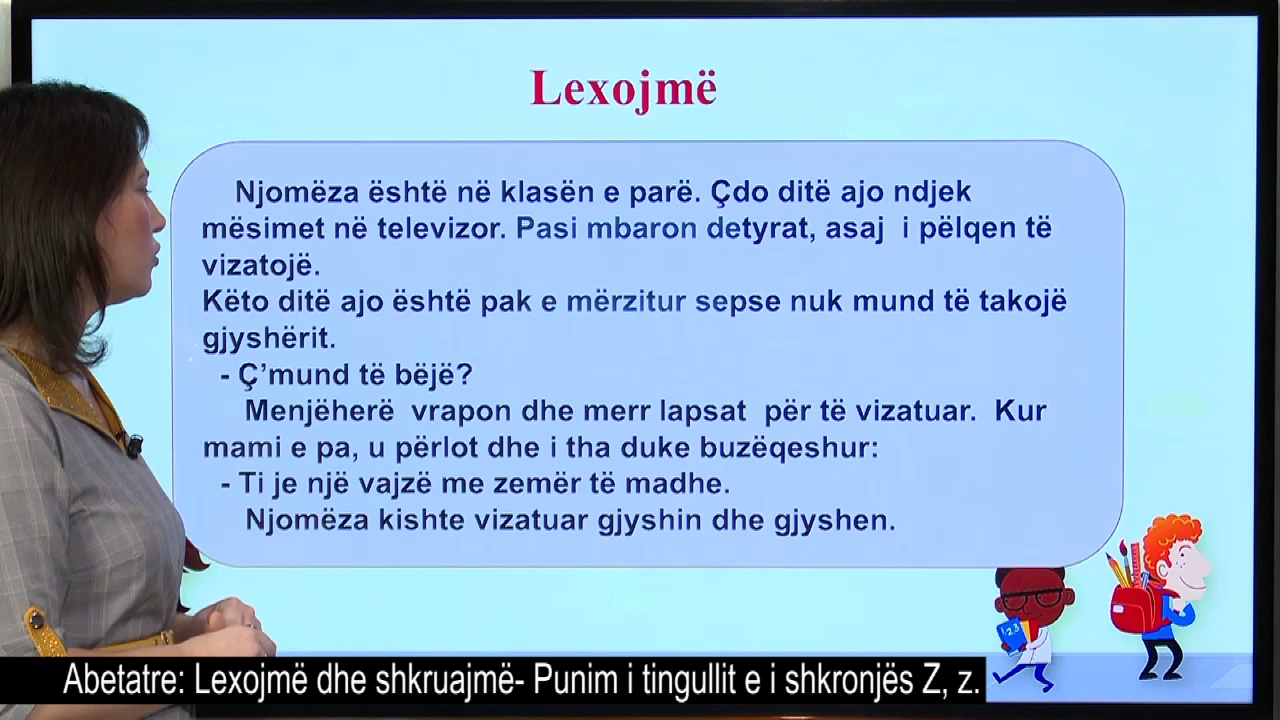 Lexojmë
Njomëza është në klasën e parë. Çdo ditë ajo ndjek
mësimet në televizor. Pasi mbaron detyrat, asaj i pëlqen të
vizatojë.
Këto ditë ajo është pak e mërzitur sepse nuk mund të takojë
gjyshërit.
- Ç’mund të bëjë?
Menjëherë vrapon dhe merr lapsat për të vizatuar. Kur
mami e pa, u përlot dhe i tha duke buzëqeshur:
- Ti je një vajzë me zemër të madhe.
Njomëza kishte vizatuar gjyshin dhe gjyshen.
1,2,3
Abetatre: Lexojmë dhe shkruajmë- Punim i tingullit e i shkronjës Z, z.